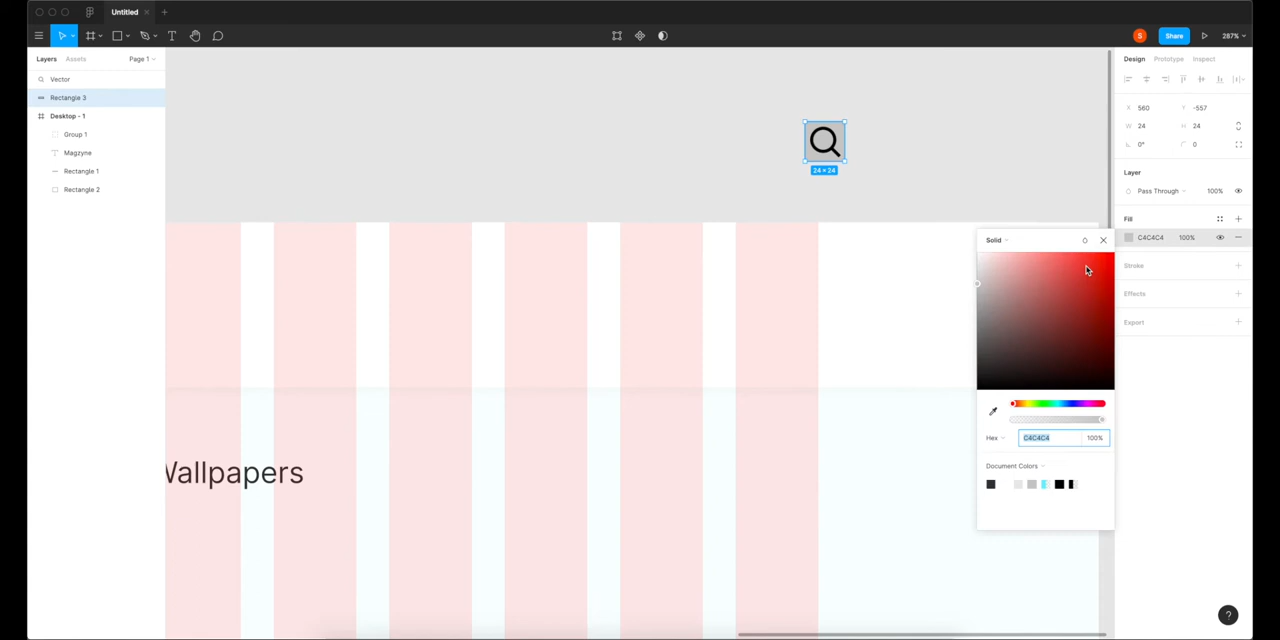 Untitled
S
Share
287%
Layers
Assets
Page 1
Design
Prototype
Inspect
Vector
Rectangle 3
Desktop - 1
Group 1
Magzyne
Rectangle 1
Rectangle 2
24 × 24
Wallpapers
X 560 Y -557
W 24 H 24
0° 0
Layer
Pass Through 100%
Fill
C4C4C4 100%
Stroke
Effects
Export
Solid
Hex C4C4C4 100%
Document Colors
?